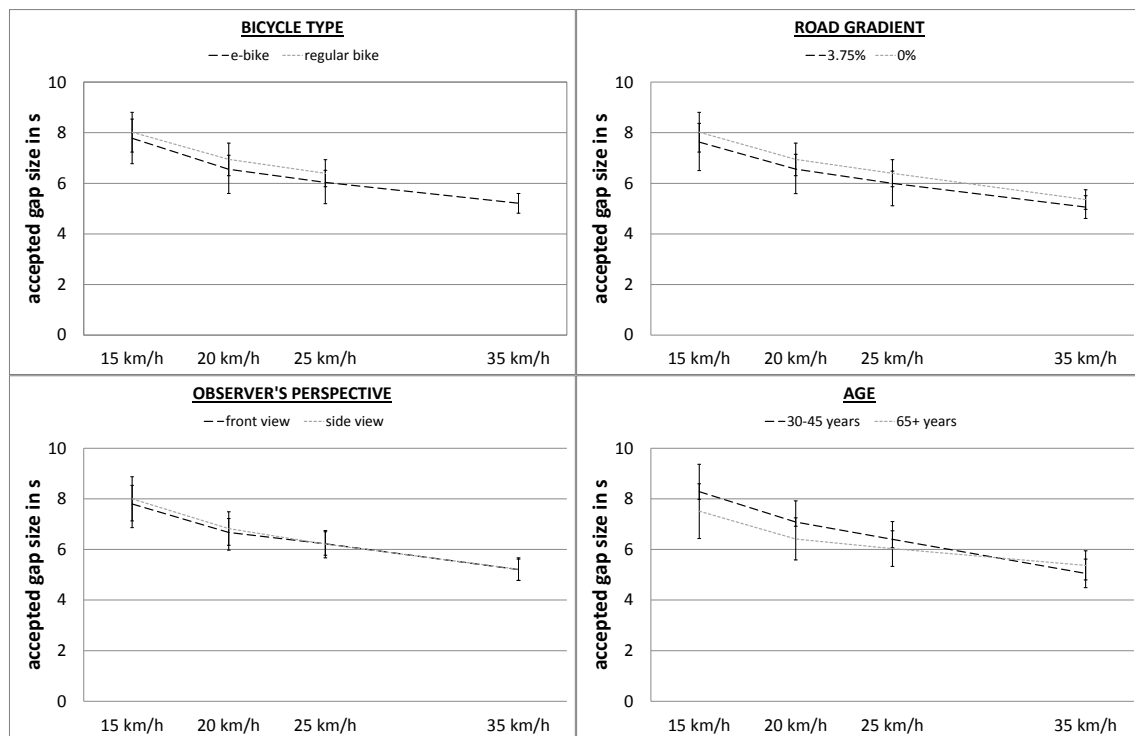 BICYCLE TYPE
e-bike regular bike
accepted gap size in s
10
8
6
4
2
0
15 km/h 20 km/h 25 km/h 35 km/h
ROAD GRADIENT
3.75% 0%
accepted gap size in s
10
8
6
4
2
0
15 km/h 20 km/h 25 km/h 35 km/h
OBSERVER'S PERSPECTIVE
front view side view
accepted gap size in s
10
8
6
4
2
0
15 km/h 20 km/h 25 km/h 35 km/h
AGE
30-45 years 65+ years
accepted gap size in s
10
8
6
4
2
0
15 km/h 20 km/h 25 km/h 35 km/h